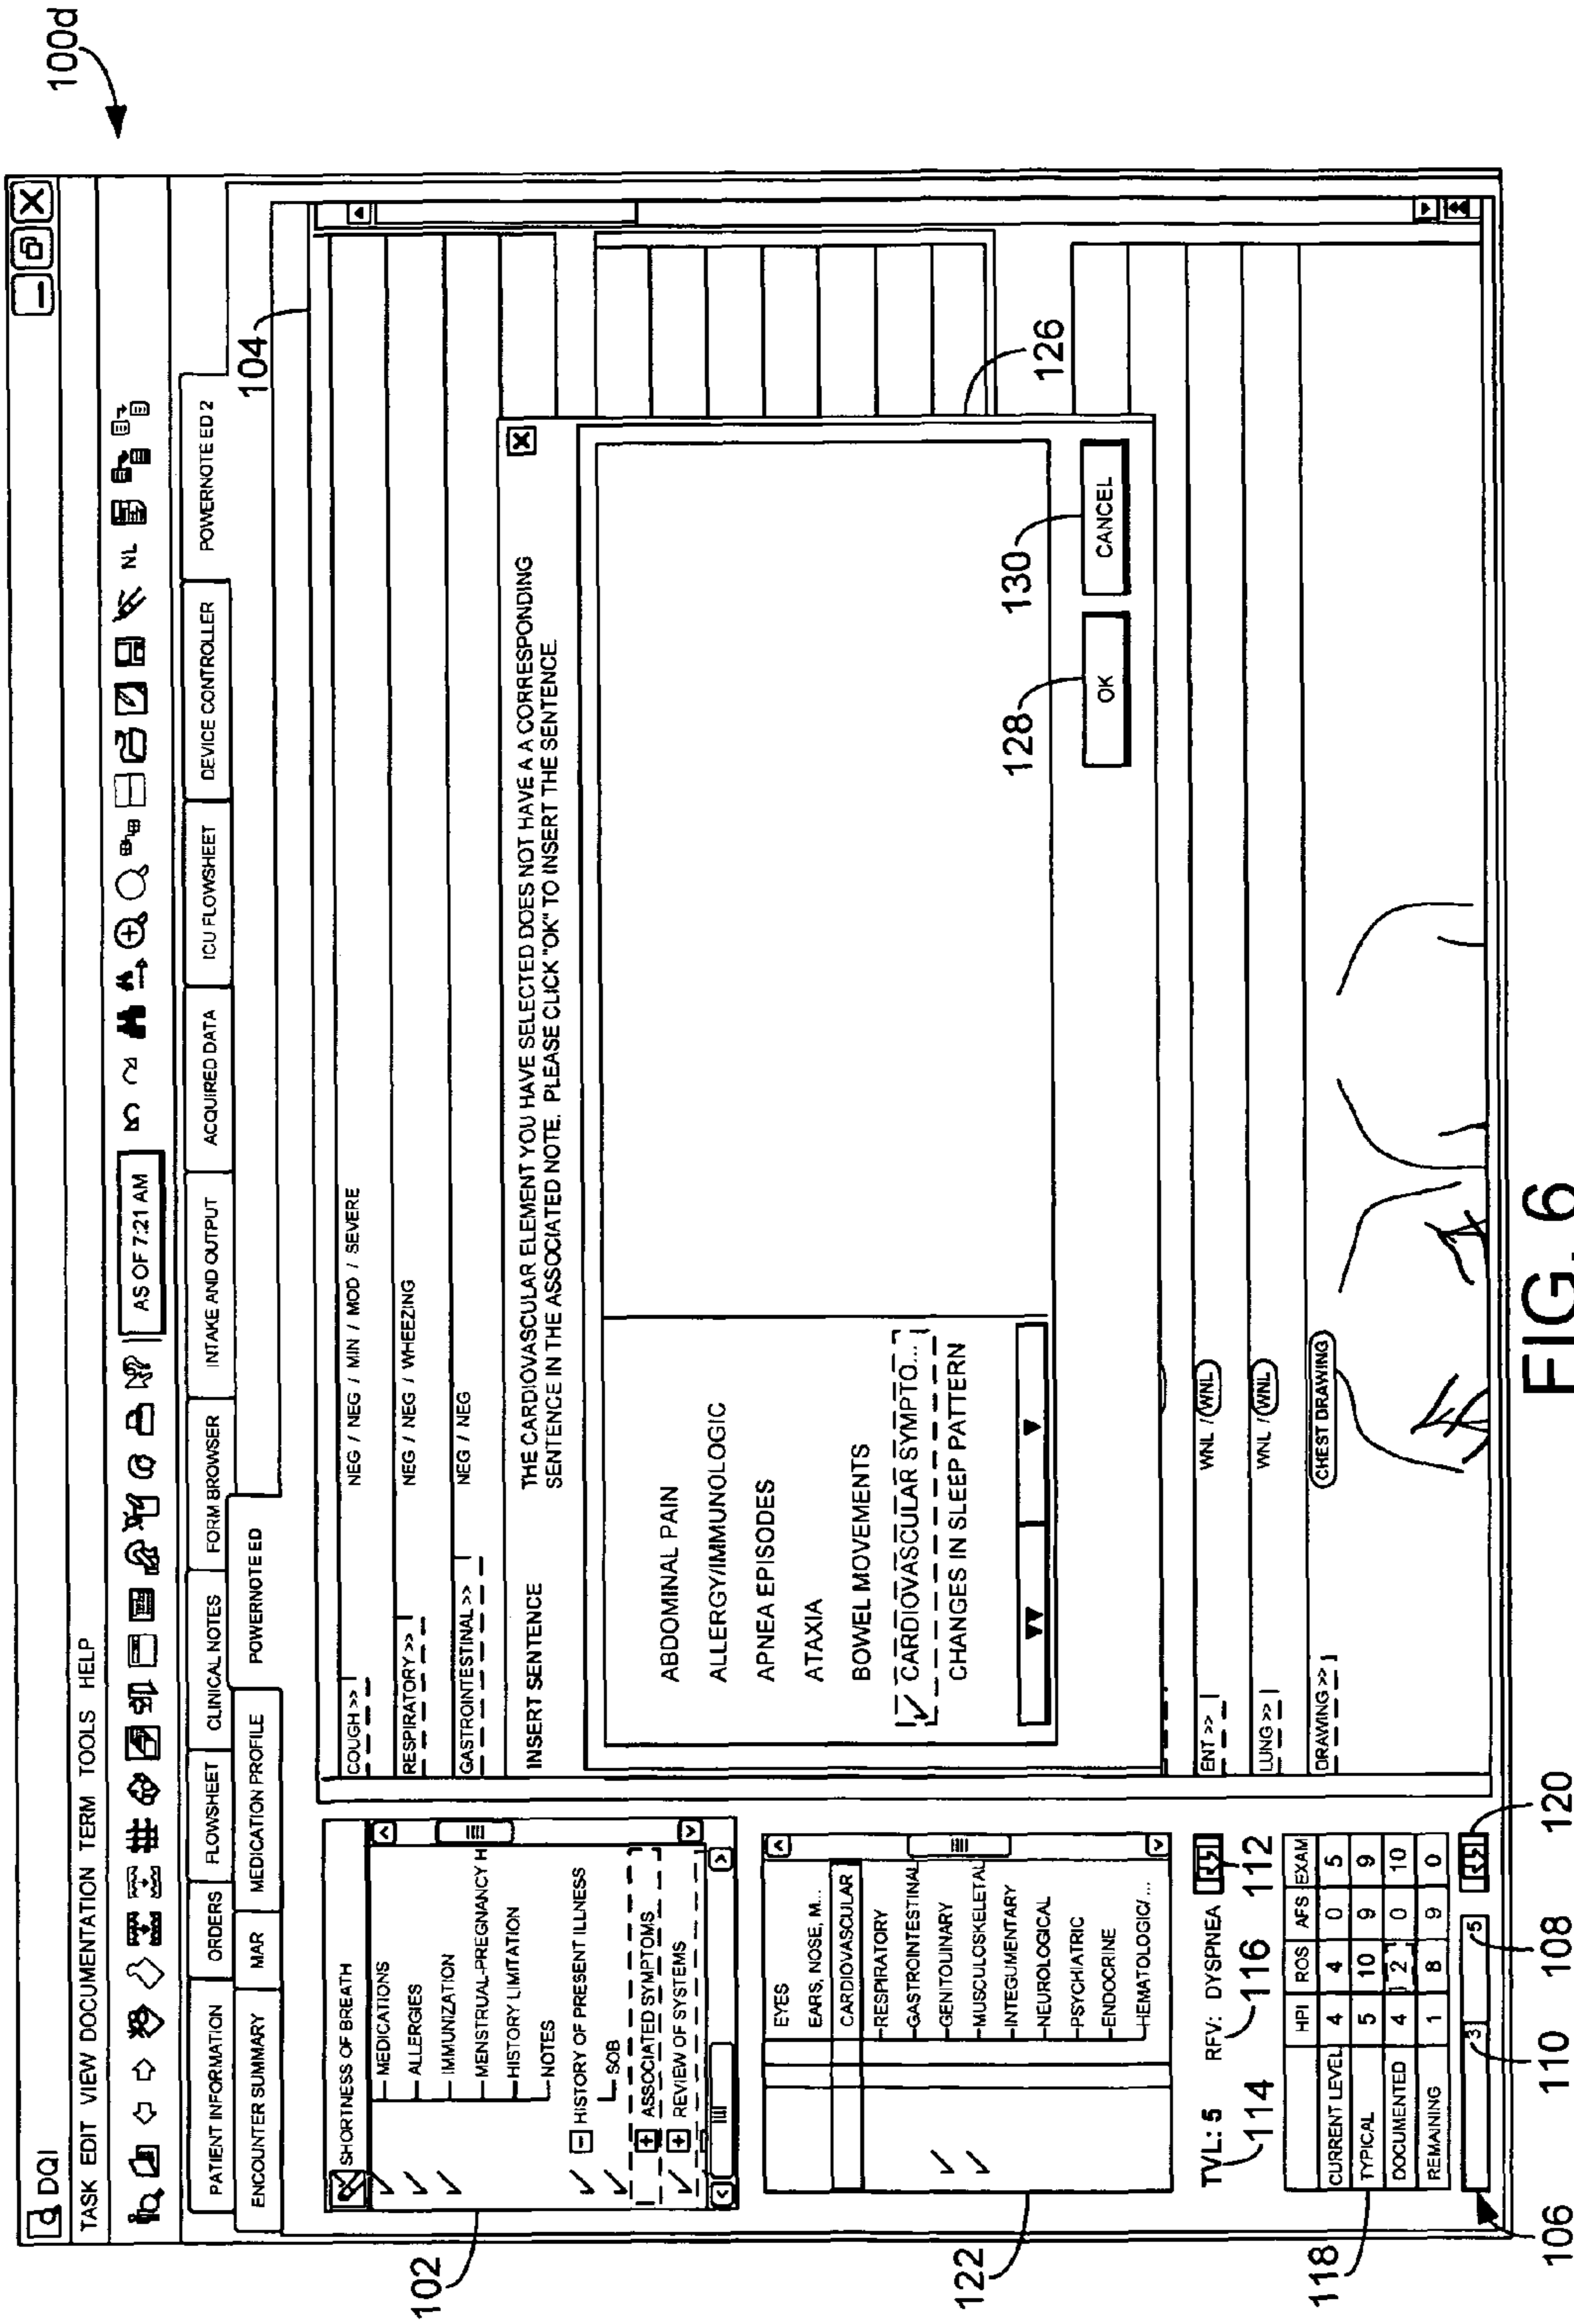 100d
DQI
TASK EDIT VIEW DOCUMENTATION TERM TOOLS HELP
AS OF 7:21 AM
NL
PATIENT INFORMATION ORDERS FLOWSHEET CLINICAL NOTES FORM BROWSER INTAKE AND OUTPUT ACQUIRED DATA ICU FLOWSHEET DEVICE CONTROLLER POWERNOTE ED 2
ENCOUNTER SUMMARY MAR MEDICATION PROFILE POWERNOTE ED
104
102
SHORTNESS OF BREATH
MEDICATIONS
ALLERGIES
IMMUNIZATION
MENSTRUAL-PREGNANCY H
HISTORY LIMITATION
NOTES
HISTORY OF PRESENT ILLNESS
SOB
ASSOCIATED SYMPTOMS
REVIEW OF SYSTEMS
122
EYES
EARS, NOSE, M...
CARDIOVASCULAR
RESPIRATORY
GASTROINTESTINAL
GENITOUINARY
MUSCULOSKELETAL
INTEGUMENTARY
NEUROLOGICAL
PSYCHIATRIC
ENDOCRINE
HEMATOLOGIC/ ...
TVL: 5 RFV: DYSPNEA
114 116 112
118
HPI ROS AFS EXAM
CURRENT LEVEL 4 4 0 5
TYPICAL 5 10 9 9
DOCUMENTED 4 2 0 10
REMAINING 1 8 9 0
3 5
106 110 108 120
COUGH >> NEG / NEG / MIN / MOD / SEVERE
RESPIRATORY >> NEG / NEG / WHEEZING
GASTROINTESTINAL >> NEG / NEG
INSERT SENTENCE
THE CARDIOVASCULAR ELEMENT YOU HAVE SELECTED DOES NOT HAVE A A CORRESPONDING
SENTENCE IN THE ASSOCIATED NOTE. PLEASE CLICK "OK" TO INSERT THE SENTENCE.
ABDOMINAL PAIN
ALLERGY/IMMUNOLOGIC
APNEA EPISODES
ATAXIA
BOWEL MOVEMENTS
CARDIOVASCULAR SYMPTO...
CHANGES IN SLEEP PATTERN
126
128 130
OK CANCEL
ENT >> WNL / WNL
LUNG >> WNL / WNL
DRAWING >> CHEST DRAWING
FIG. 6